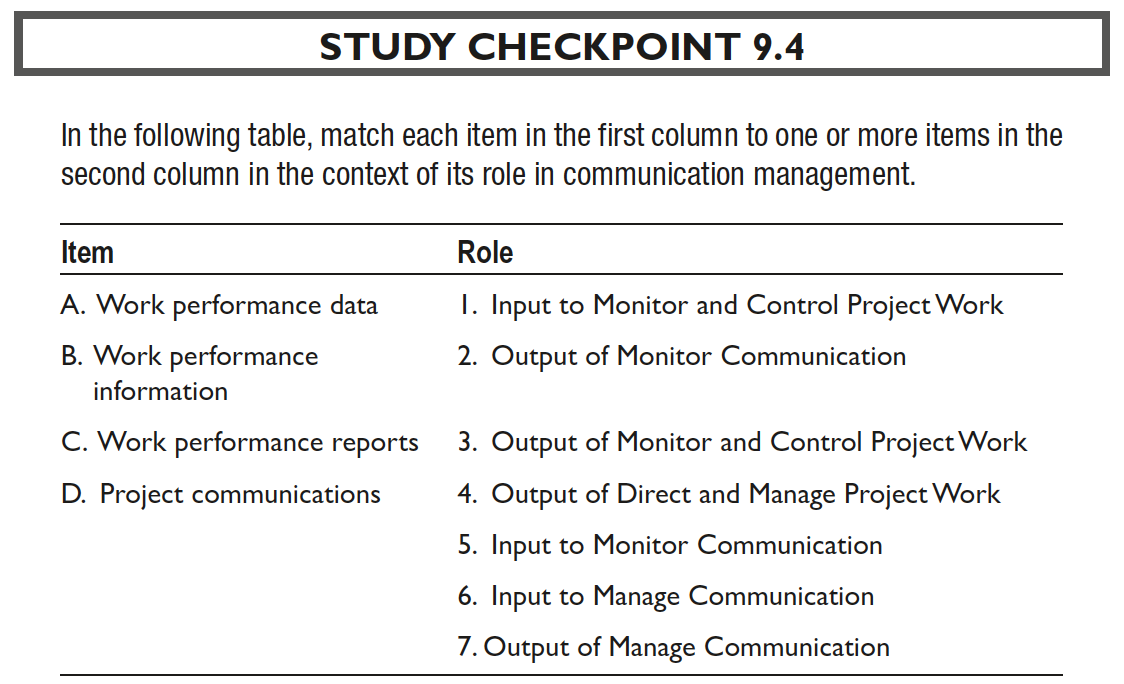 STUDY CHECKPOINT 9.4
In the following table, match each item in the first column to one or more items in the
second column in the context of its role in communication management.
Item Role
A. Work performance data 1. Input to Monitor and Control Project Work
B. Work performance 2. Output of Monitor Communication
information
C. Work performance reports 3. Output of Monitor and Control Project Work
D. Project communications 4. Output of Direct and Manage Project Work
5. Input to Monitor Communication
6. Input to Manage Communication
7. Output of Manage Communication